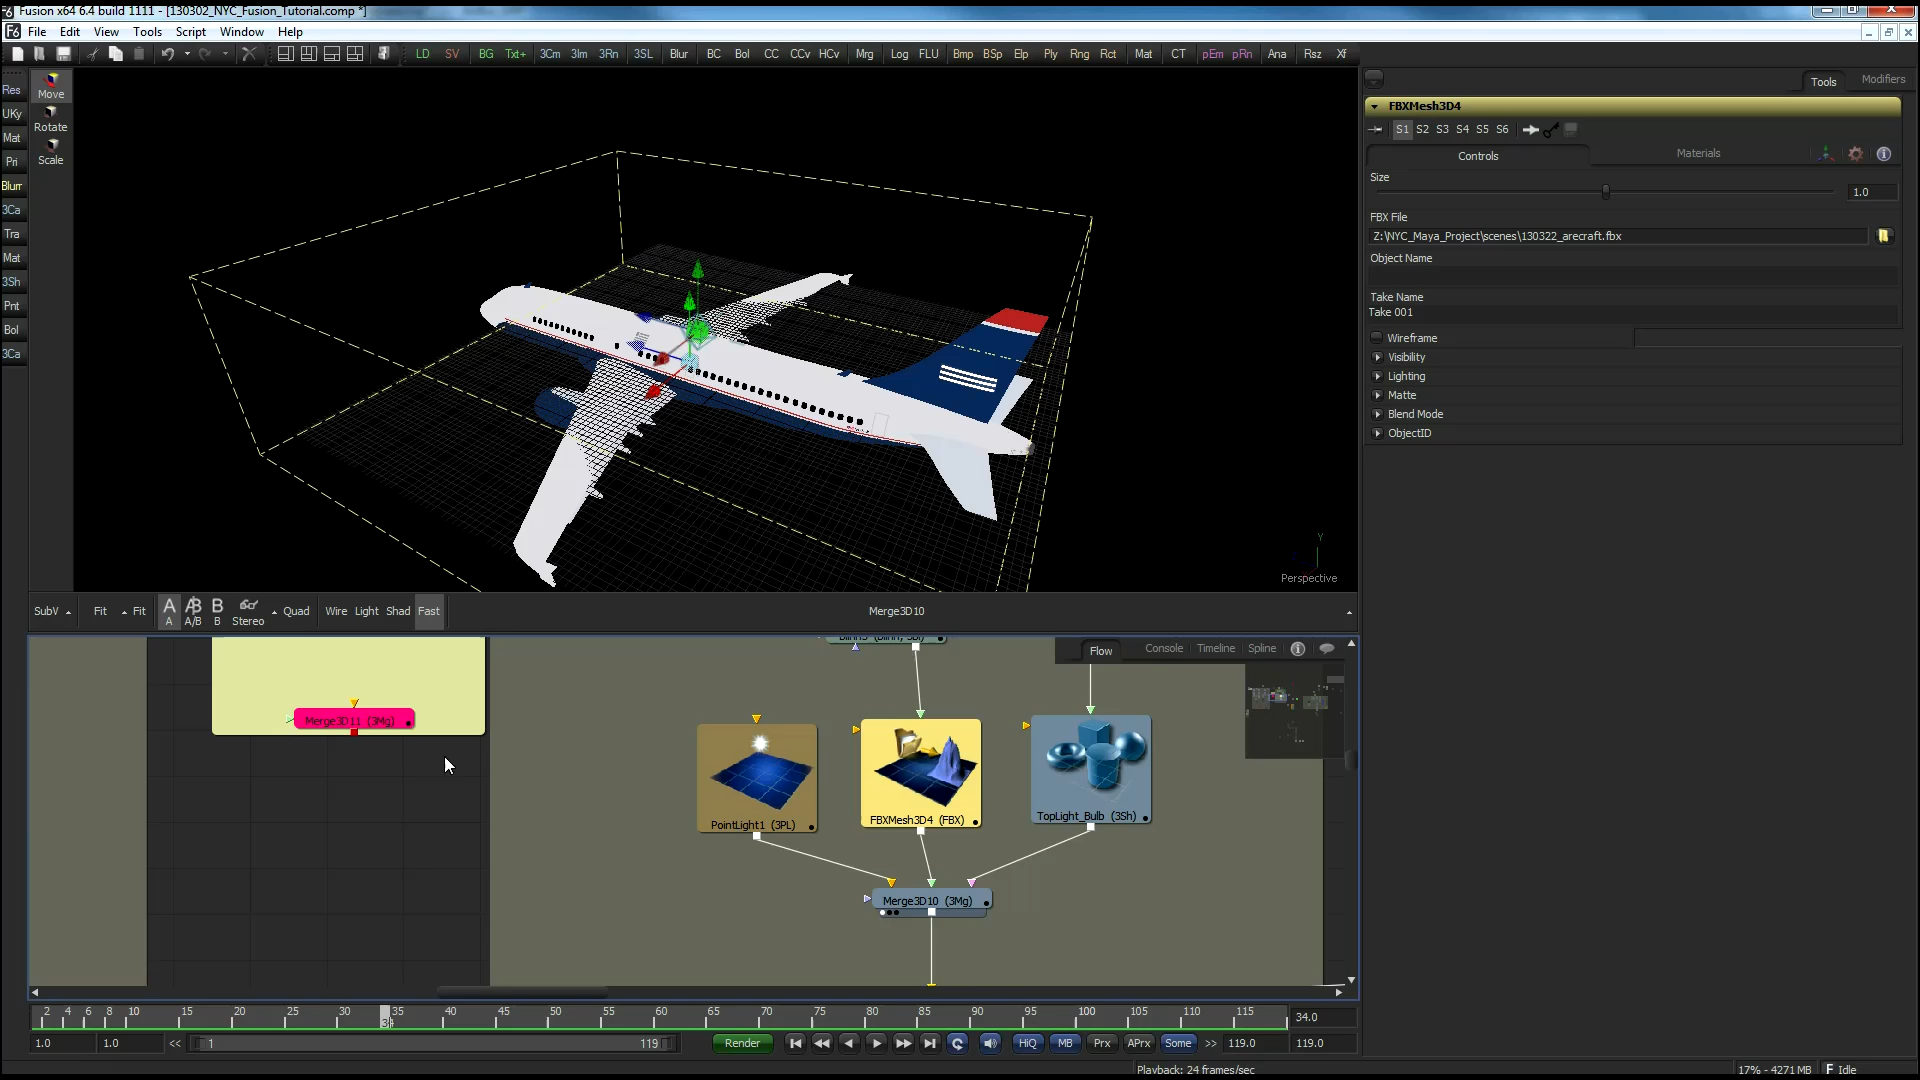 Fusion x64 6.4 build 1111 - [130302_NYC_Fusion_Tutorial.comp *]
File Edit View Tools Script Window Help
LD SV BG Txt+ 3Cm 3Im 3Rn 3SL Blur BC Bol CC CCv HCv Mrg Log FLU Bmp BSp Elp Ply Rng Rct Mat CT pEm pRn Ana Rsz Xf
Res
UKy
Mat
Pri
Blurr
3Ca
Tra
Mat
3Sh
Pnt
Bol
3Ca
Move
Rotate
Scale
Y
Perspective
Tools Modifiers
FBXMesh3D4
S1 S2 S3 S4 S5 S6
Controls Materials
Size
1.0
FBX File
Z:\NYC_Maya_Project\scenes\130322_arecraft.fbx
Object Name
Take Name
Take 001
Wireframe
Visibility
Lighting
Matte
Blend Mode
ObjectID
SubV Fit Fit A A A/B A/B B B Stereo Quad Wire Light Shad Fast Merge3D10
Flow Console Timeline Spline
Merge3D11 (3Mg)
PointLight1 (3PL)
FBXMesh3D4 (FBX)
TopLight_Bulb (3Sh)
Merge3D10 (3Mg)
2 4 6 8 10 15 20 25 30 35 40 45 50 55 60 65 70 75 80 85 90 95 100 105 110 115
34
34.0
1.0 1.0 << 1 119 Render HiQ MB Prx APrx Some >> 119.0 119.0
Playback: 24 frames/sec
17% - 4271 MB Idle